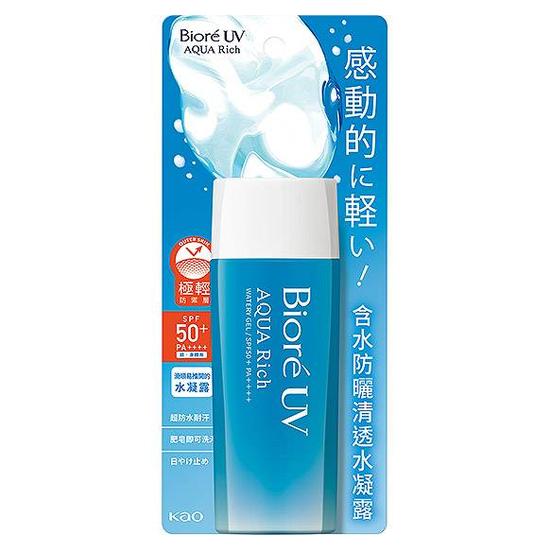 Bioré UV
AQUA Rich
感動的に軽い!
含水防曬清透水凝露
OUTER SKIN
極輕
防禦層
SPF
50+
PA++++
水凝露
超防水耐汗
肥皂即可洗淨
日やけ止め
Kao
Bioré UV
AQUA Rich
WATERY GEL / SPF50+ PA++++